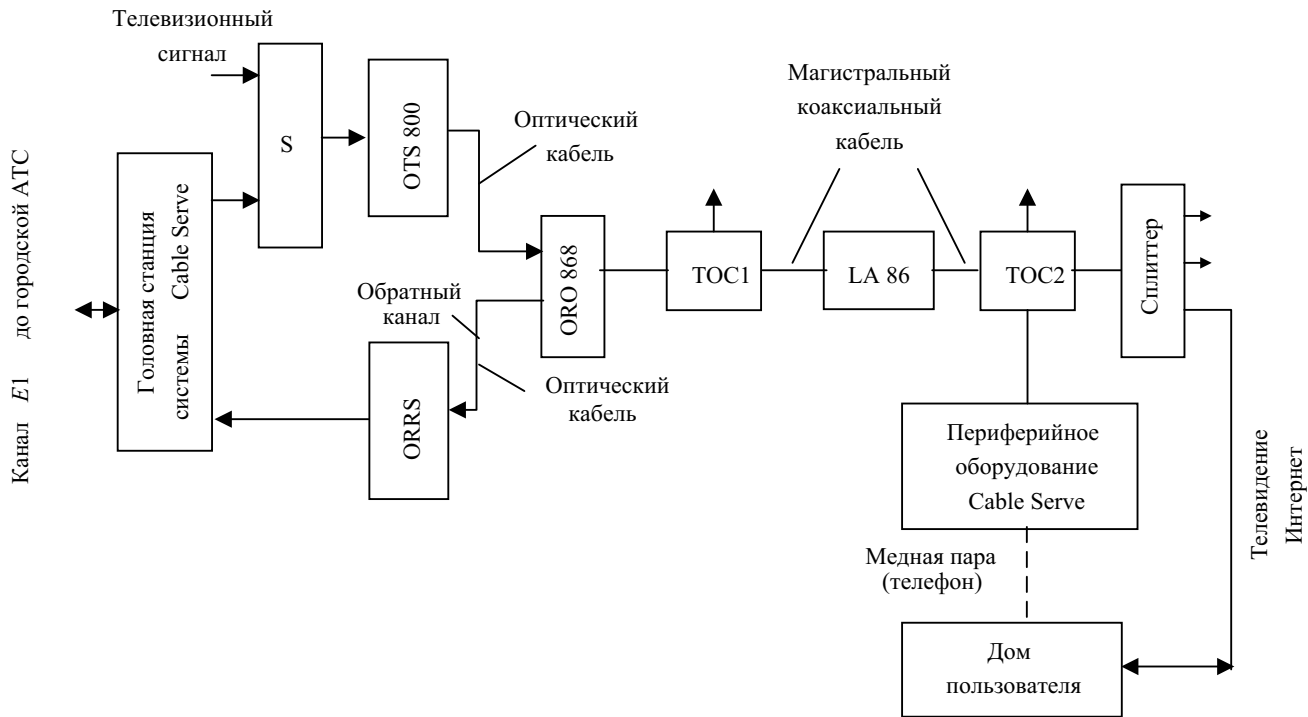 Телевизионный
сигнал
S
OTS 800
Оптический
кабель
Магистральный
коаксиальный
кабель
Канал E1 до городской АТС
Головная станция
системы Cable Serve
ORO 868
TOC1
LA 86
TOC2
Сплиттер
Обратный
канал
Оптический
кабель
ORRS
Периферийное
оборудование
Cable Serve
Телевидение
Интернет
Медная пара
(телефон)
Дом
пользователя